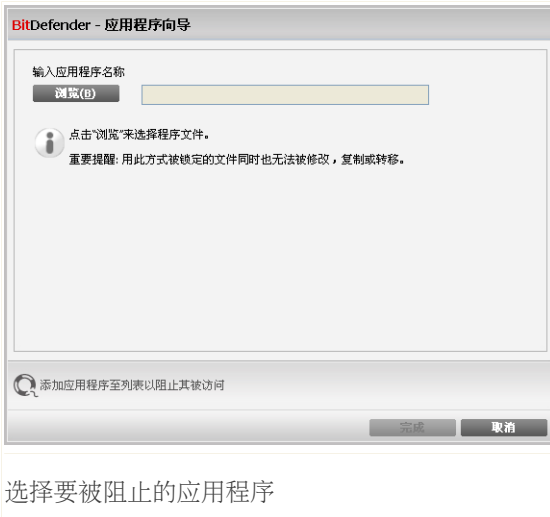 BitDefender - 应用程序向导
输入应用程序名称
浏览(B)
点击"浏览"来选择程序文件。
重要提醒: 用此方式被锁定的文件同时也无法被修改，复制或转移。
添加应用程序至列表以阻止其被访问
完成 取消
选择要被阻止的应用程序